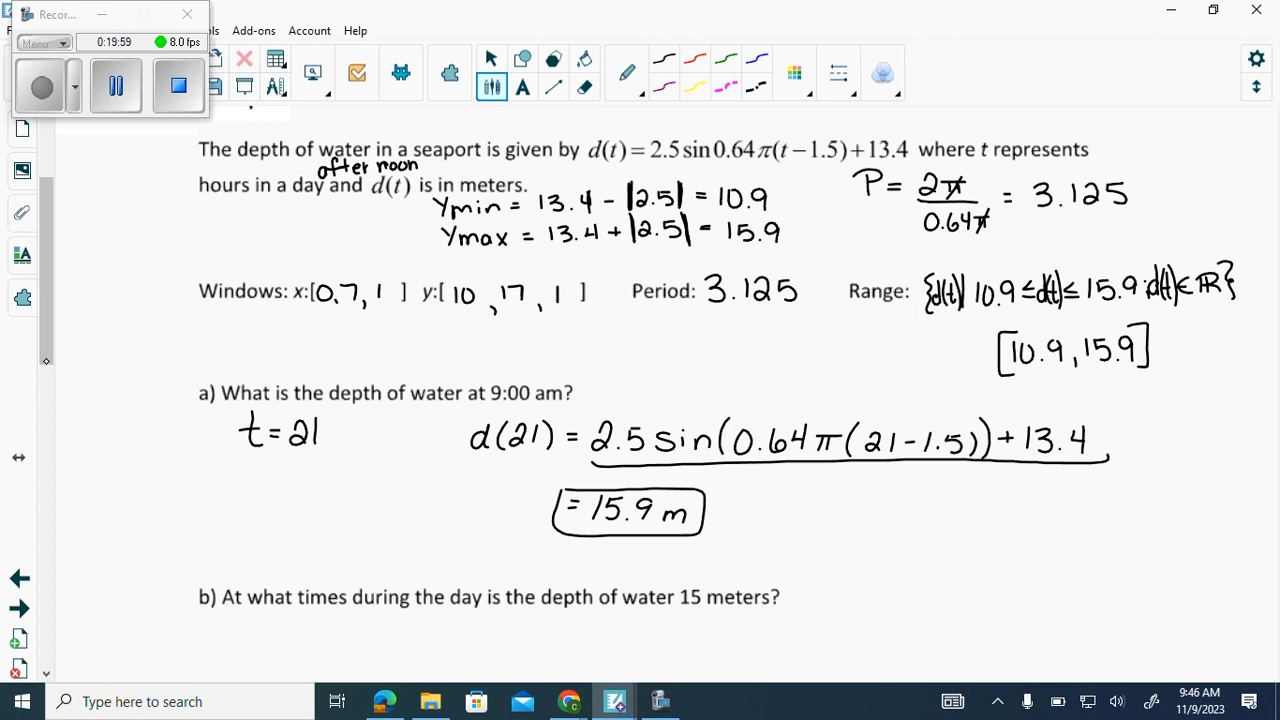 Recor...
Menu
0:19:59
8.0 fps
ols Add-ons Account Help
The depth of water in a seaport is given by d(t) = 2.5 sin 0.64π(t − 1.5) + 13.4 where t represents
after noon
hours in a day and d(t) is in meters.
Ymin = 13.4 - |2.5| = 10.9
Ymax = 13.4 + |2.5| = 15.9
P = 2π / 0.64π = 3.125
Windows: x:[0,7,1 ] y:[ 10 , 17, 1 ] Period: 3.125 Range: {d(t)| 10.9 ≤ d(t) ≤ 15.9; d(t) ∈ ℝ}
[10.9, 15.9]
a) What is the depth of water at 9:00 am?
t = 21 d(21) = 2.5 sin(0.64π(21-1.5)) + 13.4
= 15.9 m
b) At what times during the day is the depth of water 15 meters?
Type here to search
9:46 AM
11/9/2023